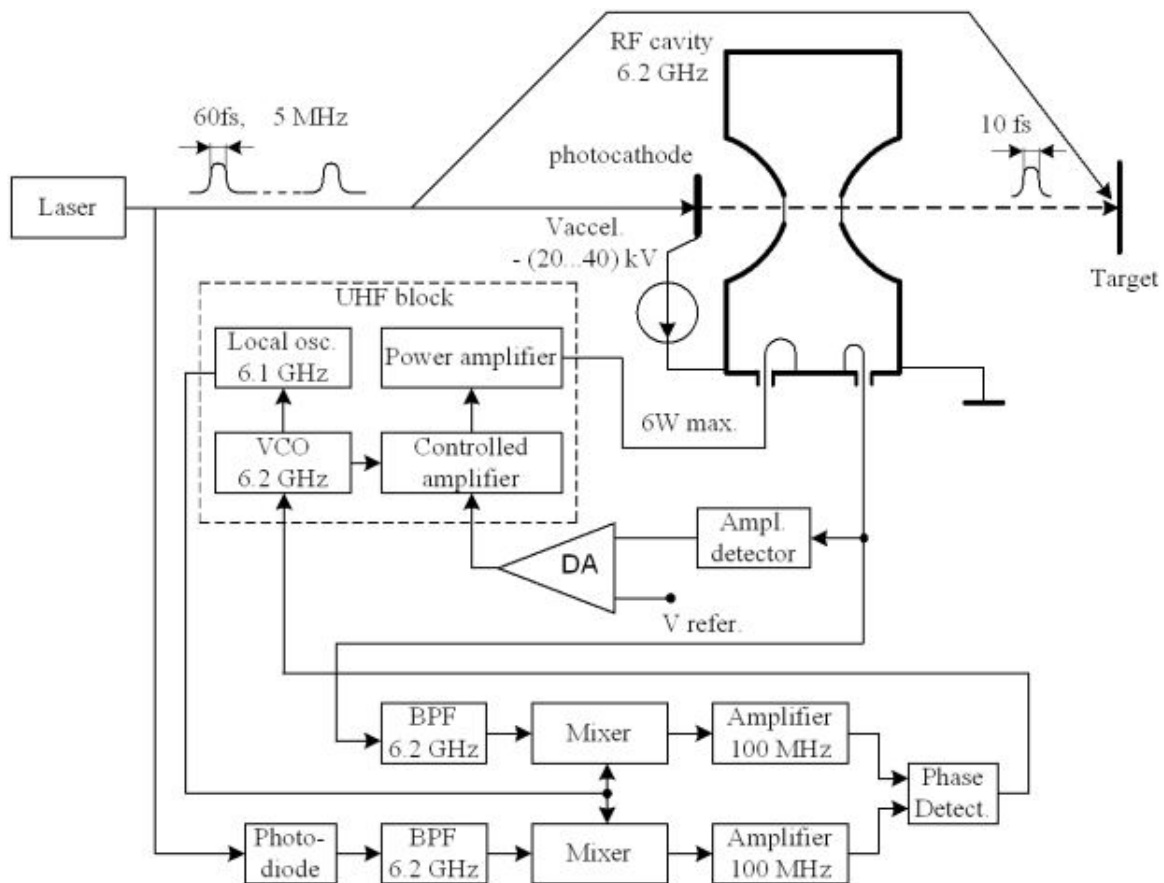 RF cavity
6.2 GHz
60fs, 5 MHz
10 fs
photocathode
Laser
Vaccel.
- (20...40) kV
Target
UHF block
Local osc.
6.1 GHz
Power amplifier
6W max.
VCO
6.2 GHz
Controlled
amplifier
Ampl.
detector
DA
V refer.
BPF
6.2 GHz
Mixer
Amplifier
100 MHz
Phase
Detect.
Photo-
diode
BPF
6.2 GHz
Mixer
Amplifier
100 MHz